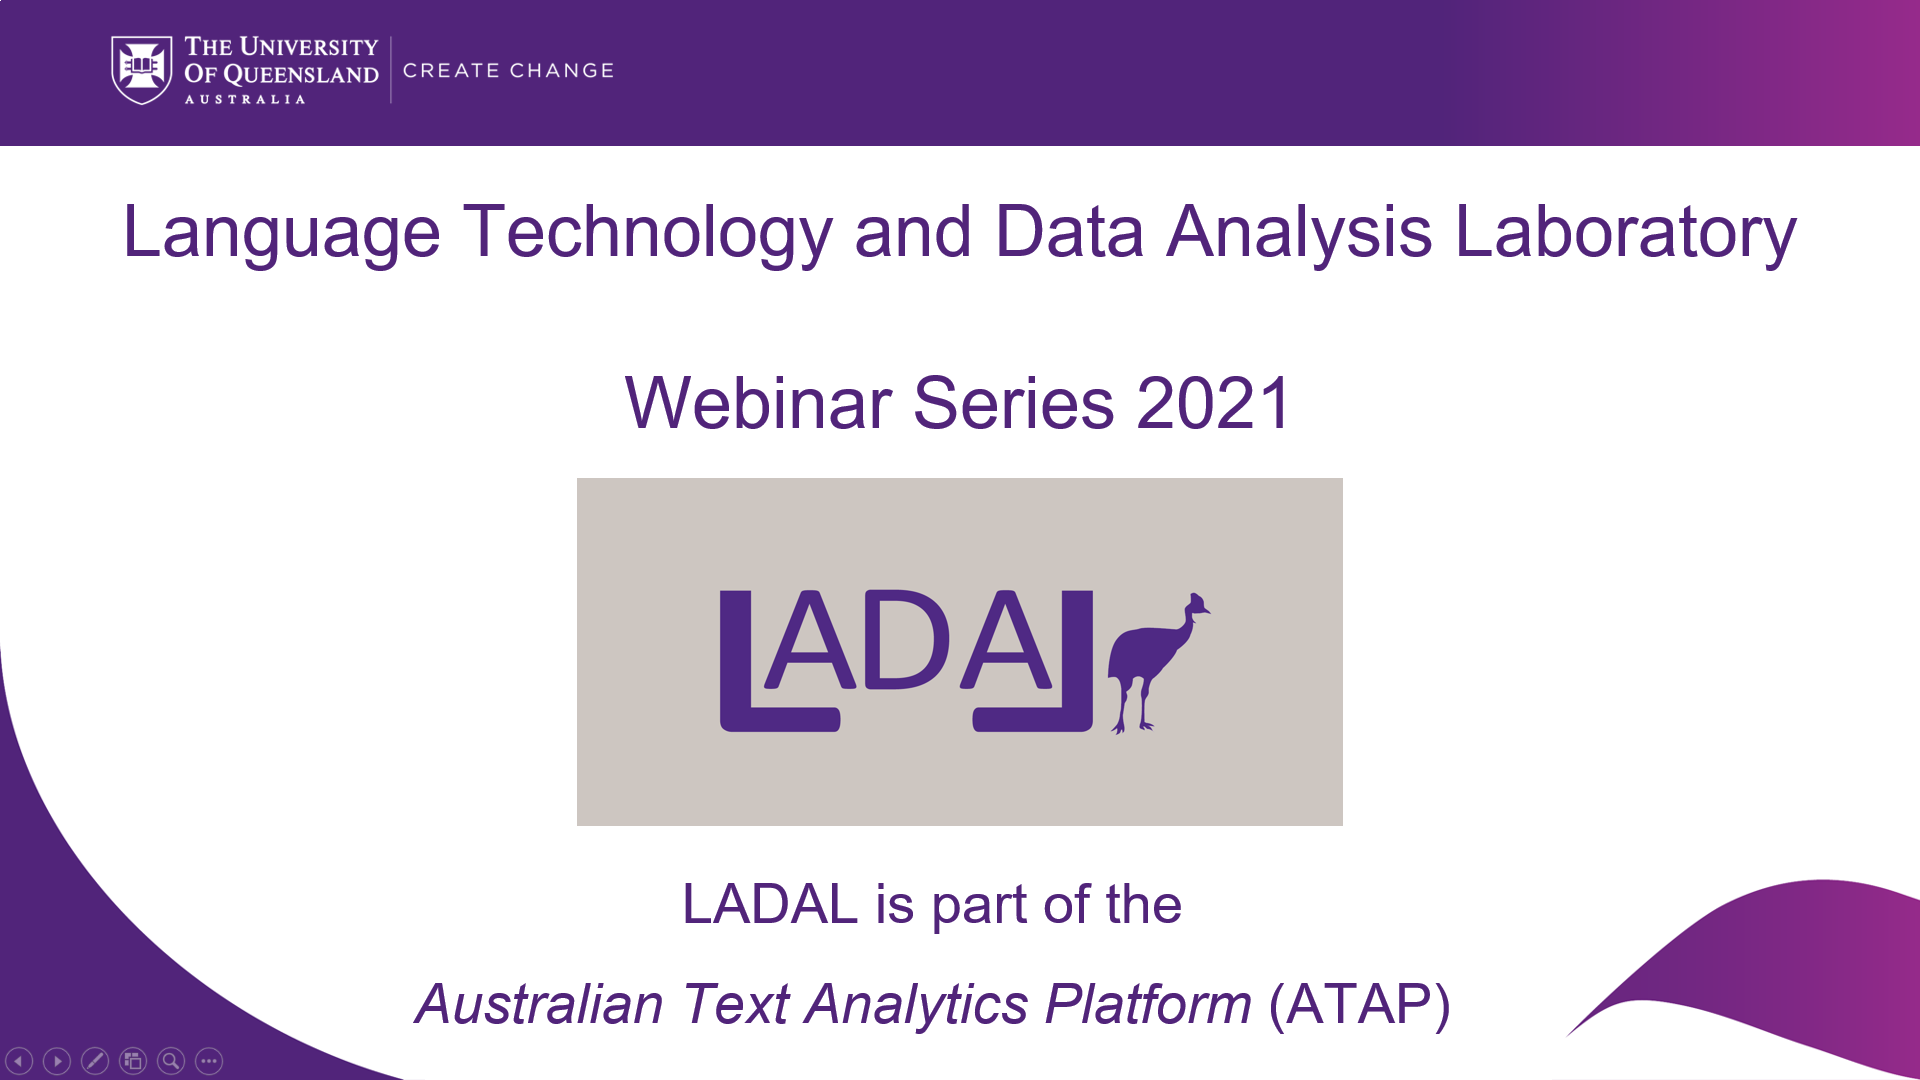 THE UNIVERSITY
OF QUEENSLAND
AUSTRALIA
CREATE CHANGE
Language Technology and Data Analysis Laboratory
Webinar Series 2021
LADAL
LADAL is part of the
Australian Text Analytics Platform (ATAP)